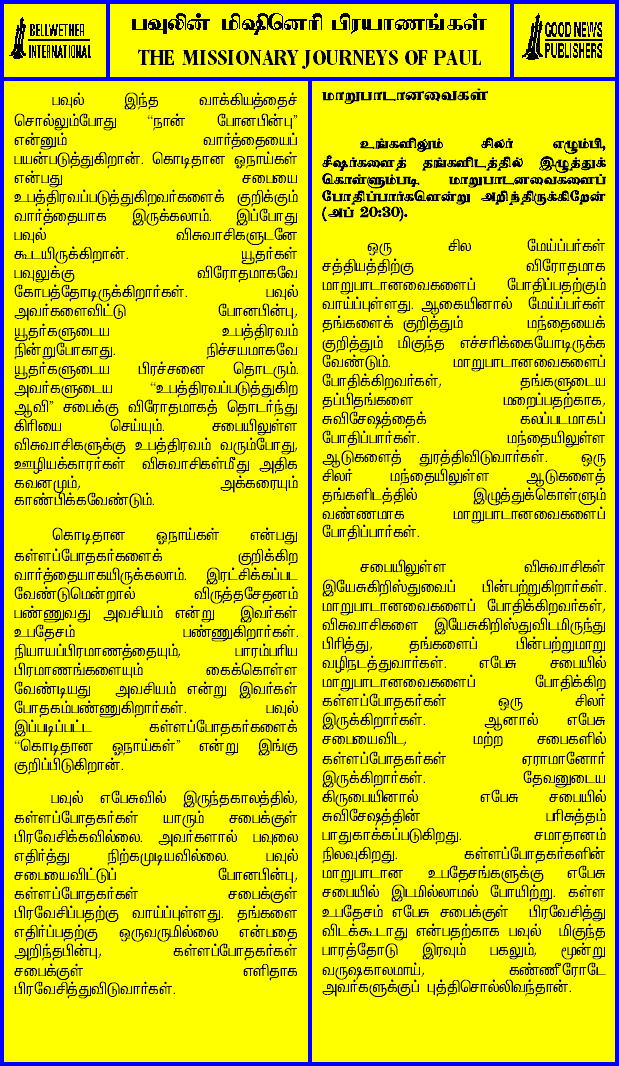 BELLWETHER
INTERNATIONAL
பவுலின் மிஷினெரி பிரயாணங்கள்
THE MISSIONARY JOURNEYS OF PAUL
GOOD NEWS
PUBLISHERS
பவுல் இந்த வாக்கியத்தைச்
சொல்லும்போது “நான் போனபின்பு”
என்னும் வார்த்தையைப்
பயன்படுத்துகிறான். கொடிதான ஓநாய்கள்
என்பது சபையை
உபத்திரவப்படுத்துகிறவர்களைக் குறிக்கும்
வார்த்தையாக இருக்கலாம். இப்போது
பவுல் விசுவாசிகளுடனே
கூடயிருக்கிறான். யூதர்கள்
பவுலுக்கு விரோதமாகவே
கோபத்தோடிருக்கிறார்கள். பவுல்
அவர்களைவிட்டு போனபின்பு,
யூதர்களுடைய உபத்திரவம்
நின்றுபோகாது. நிச்சயமாகவே
யூதர்களுடைய பிரச்சனை தொடரும்.
அவர்களுடைய “உபத்திரவப்படுத்துகிற
ஆவி” சபைக்கு விரோதமாகத் தொடர்ந்து
கிரியை செய்யும். சபையிலுள்ள
விசுவாசிகளுக்கு உபத்திரவம் வரும்போது,
ஊழியக்காரர்கள் விசுவாசிகள்மீது அதிக
கவனமும், அக்கரையும்
காண்பிக்கவேண்டும்.
கொடிதான ஓநாய்கள் என்பது
கள்ளப்போதகர்களைக் குறிக்கிற
வார்த்தையாகயிருக்கலாம். இரட்சிக்கப்பட
வேண்டுமென்றால் விருத்தசேதனம்
பண்ணுவது அவசியம் என்று இவர்கள்
உபதேசம் பண்ணுகிறார்கள்.
நியாயப்பிரமாணத்தையும், பாரம்பரிய
பிரமாணங்களையும் கைக்கொள்ள
வேண்டியது அவசியம் என்று இவர்கள்
போதகம்பண்ணுகிறார்கள். பவுல்
இப்படிப்பட்ட கள்ளப்போதகர்களைக்
“கொடிதான ஓநாய்கள்” என்று இங்கு
குறிப்பிடுகிறான்.
பவுல் எபேசுவில் இருந்தகாலத்தில்,
கள்ளப்போதகர்கள் யாரும் சபைக்குள்
பிரவேசிக்கவில்லை. அவர்களால் பவுலை
எதிர்த்து நிற்கமுடியவில்லை. பவுல்
சபையைவிட்டுப் போனபின்பு,
கள்ளப்போதகர்கள் சபைக்குள்
பிரவேசிப்பதற்கு வாய்ப்புள்ளது. தங்களை
எதிர்ப்பதற்கு ஒருவருமில்லை என்பதை
அறிந்தபின்பு, கள்ளப்போதகர்கள்
சபைக்குள் எளிதாக
பிரவேசித்துவிடுவார்கள்.
மாறுபாடானவைகள்
உங்களிலும் சிலர் எழும்பி,
சீஷர்களைத் தங்களிடத்தில் இழுத்துக்
கொள்ளும்படி, மாறுபாடனவைகளைப்
போதிப்பார்களென்று அறிந்திருக்கிறேன்
(அப் 20:30).
ஒரு சில மேய்ப்பர்கள்
சத்தியத்திற்கு விரோதமாக
மாறுபாடானவைகளைப் போதிப்பதற்கும்
வாய்ப்புள்ளது. ஆகையினால் மேய்ப்பர்கள்
தங்களைக் குறித்தும் மந்தையைக்
குறித்தும் மிகுந்த எச்சரிக்கையோடிருக்க
வேண்டும். மாறுபாடானவைகளைப்
போதிக்கிறவர்கள், தங்களுடைய
தப்பிதங்களை மறைப்பதற்காக,
சுவிசேஷத்தைக் கலப்படமாகப்
போதிப்பார்கள். மந்தையிலுள்ள
ஆடுகளைத் துரத்திவிடுவார்கள். ஒரு
சிலர் மந்தையிலுள்ள ஆடுகளைத்
தங்களிடத்தில் இழுத்துக்கொள்ளும்
வண்ணமாக மாறுபாடானவைகளைப்
போதிப்பார்கள்.
சபையிலுள்ள விசுவாசிகள்
இயேசுகிறிஸ்துவைப் பின்பற்றுகிறார்கள்.
மாறுபாடானவைகளைப் போதிக்கிறவர்கள்,
விசுவாசிகளை இயேசுகிறிஸ்துவிடமிருந்து
பிரித்து, தங்களைப் பின்பற்றுமாறு
வழிநடத்துவார்கள். எபேசு சபையில்
மாறுபாடானவைகளைப் போதிக்கிற
கள்ளப்போதகர்கள் ஒரு சிலர்
இருக்கிறார்கள். ஆனால் எபேசு
சபையைவிட, மற்ற சபைகளில்
கள்ளப்போதகர்கள் ஏராமானோர்
இருக்கிறார்கள். தேவனுடைய
கிருபையினால் எபேசு சபையில்
சுவிசேஷத்தின் பரிசுத்தம்
பாதுகாக்கப்படுகிறது. சமாதானம்
நிலவுகிறது. கள்ளப்போதகர்களின்
மாறுபாடான உபதேசங்களுக்கு எபேசு
சபையில் இடமில்லாமல் போயிற்று. கள்ள
உபதேசம் எபேசு சபைக்குள் பிரவேசித்து
விடக்கூடாது என்பதற்காக பவுல் மிகுந்த
பாரத்தோடு இரவும் பகலும், மூன்று
வருஷகாலமாய், கண்ணீரோடே
அவர்களுக்குப் புத்திசொல்லிவந்தான்.